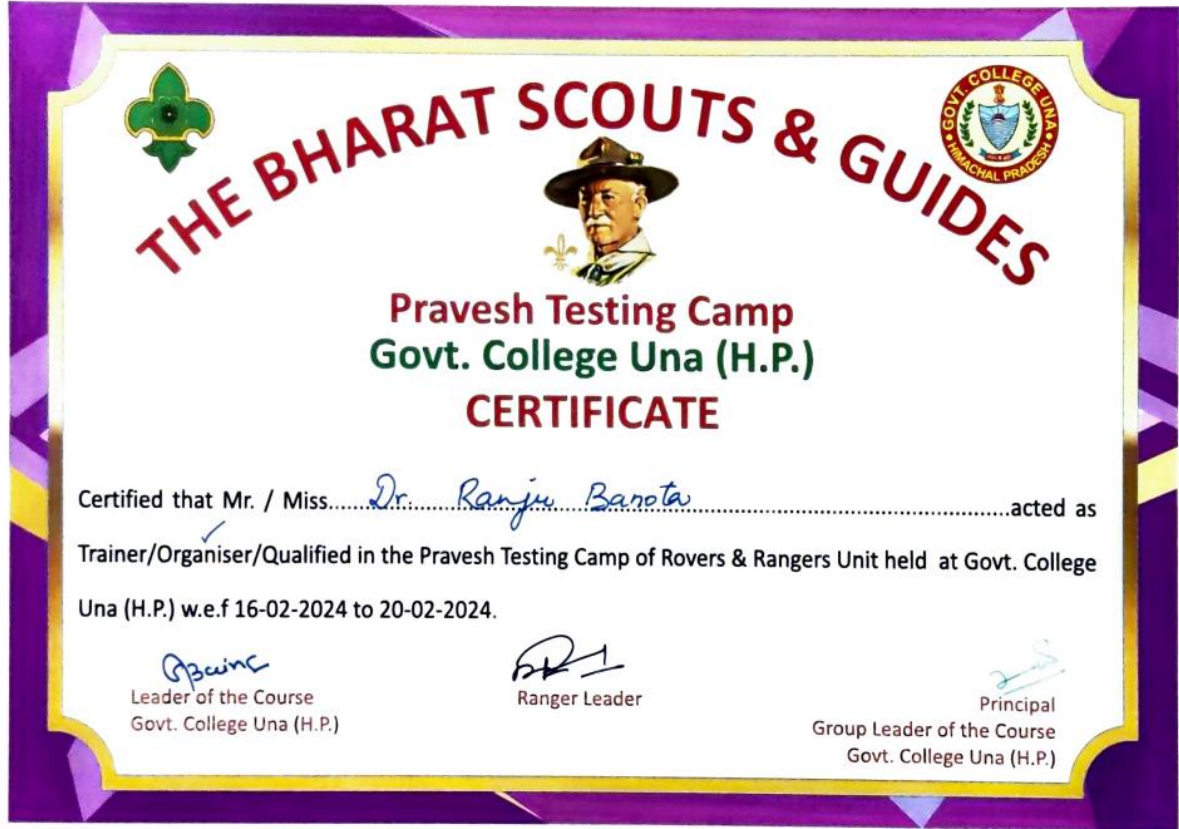 THE BHARAT SCOUTS & GUIDES
GOVT. COLLEGE UNA
HIMACHAL PRADESH
Pravesh Testing Camp
Govt. College Una (H.P.)
CERTIFICATE
Certified that Mr. / Miss.....Dr. Ranju Banota.....acted as
Trainer/Organiser/Qualified in the Pravesh Testing Camp of Rovers & Rangers Unit held at Govt. College
Una (H.P.) w.e.f 16-02-2024 to 20-02-2024.
Leader of the Course
Govt. College Una (H.P.)
Ranger Leader
Principal
Group Leader of the Course
Govt. College Una (H.P.)